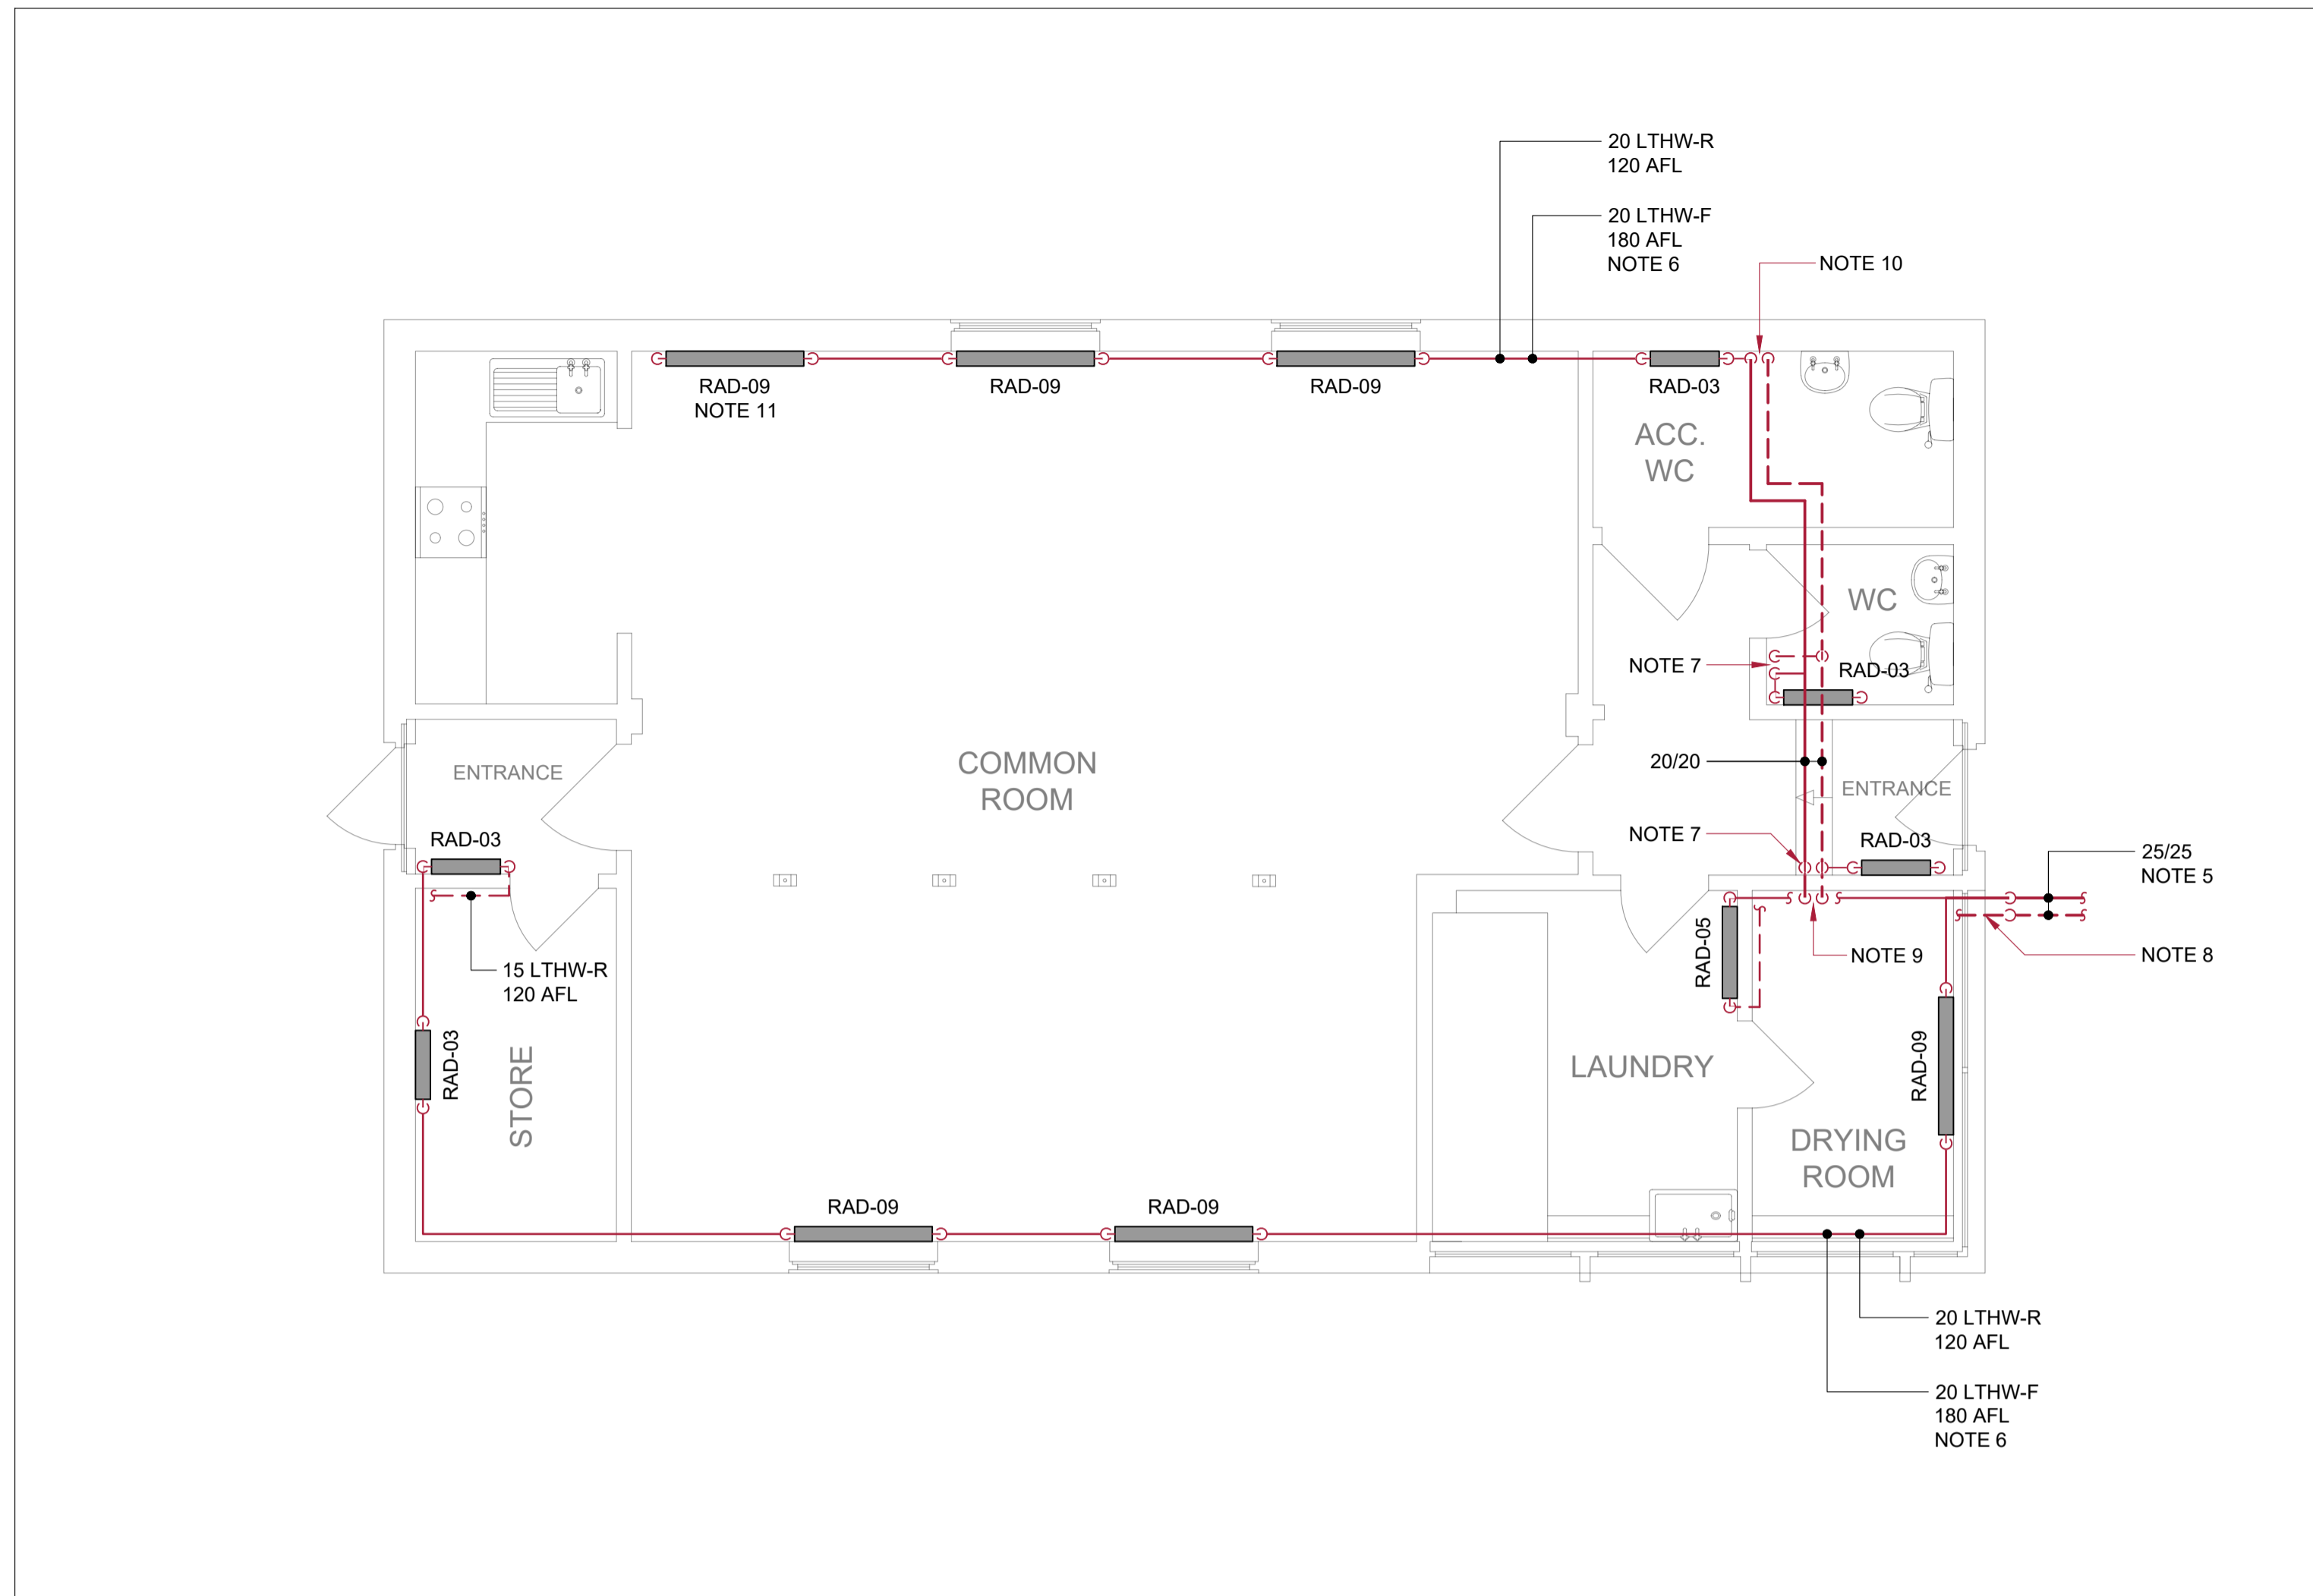 20 LTHW-R
120 AFL
20 LTHW-F
180 AFL
NOTE 6
NOTE 10
RAD-09
NOTE 11
RAD-09
RAD-09
RAD-03
ACC.
WC
WC
NOTE 7
RAD-03
COMMON
ROOM
20/20
ENTRANCE
ENTRANCE
NOTE 7
RAD-03
RAD-03
25/25
NOTE 5
15 LTHW-R
120 AFL
RAD-05
NOTE 9
NOTE 8
RAD-03
STORE
LAUNDRY
RAD-09
DRYING
ROOM
RAD-09
RAD-09
20 LTHW-R
120 AFL
20 LTHW-F
180 AFL
NOTE 6